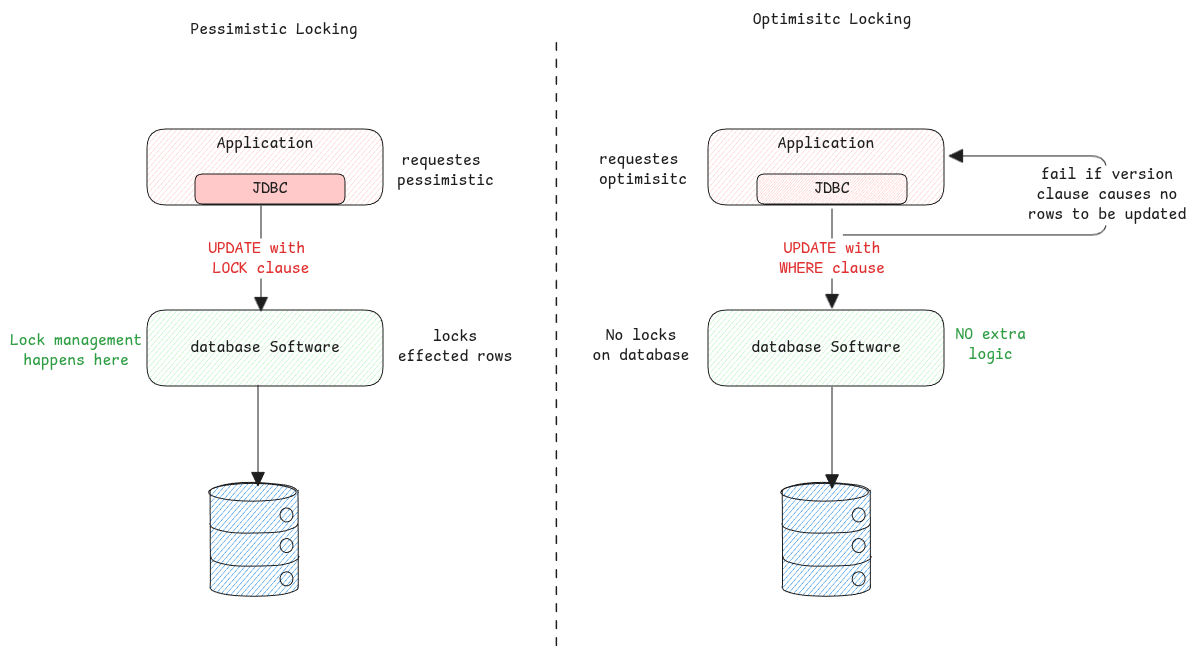 Pessimistic Locking
Application
JDBC
requestes
pessimistic
UPDATE with
LOCK clause
Lock management
happens here
database Software
locks
effected rows
Optimisitc Locking
requestes
optimisitc
Application
JDBC
fail if version
clause causes no
rows to be updated
UPDATE with
WHERE clause
No locks
on database
database Software
NO extra
logic